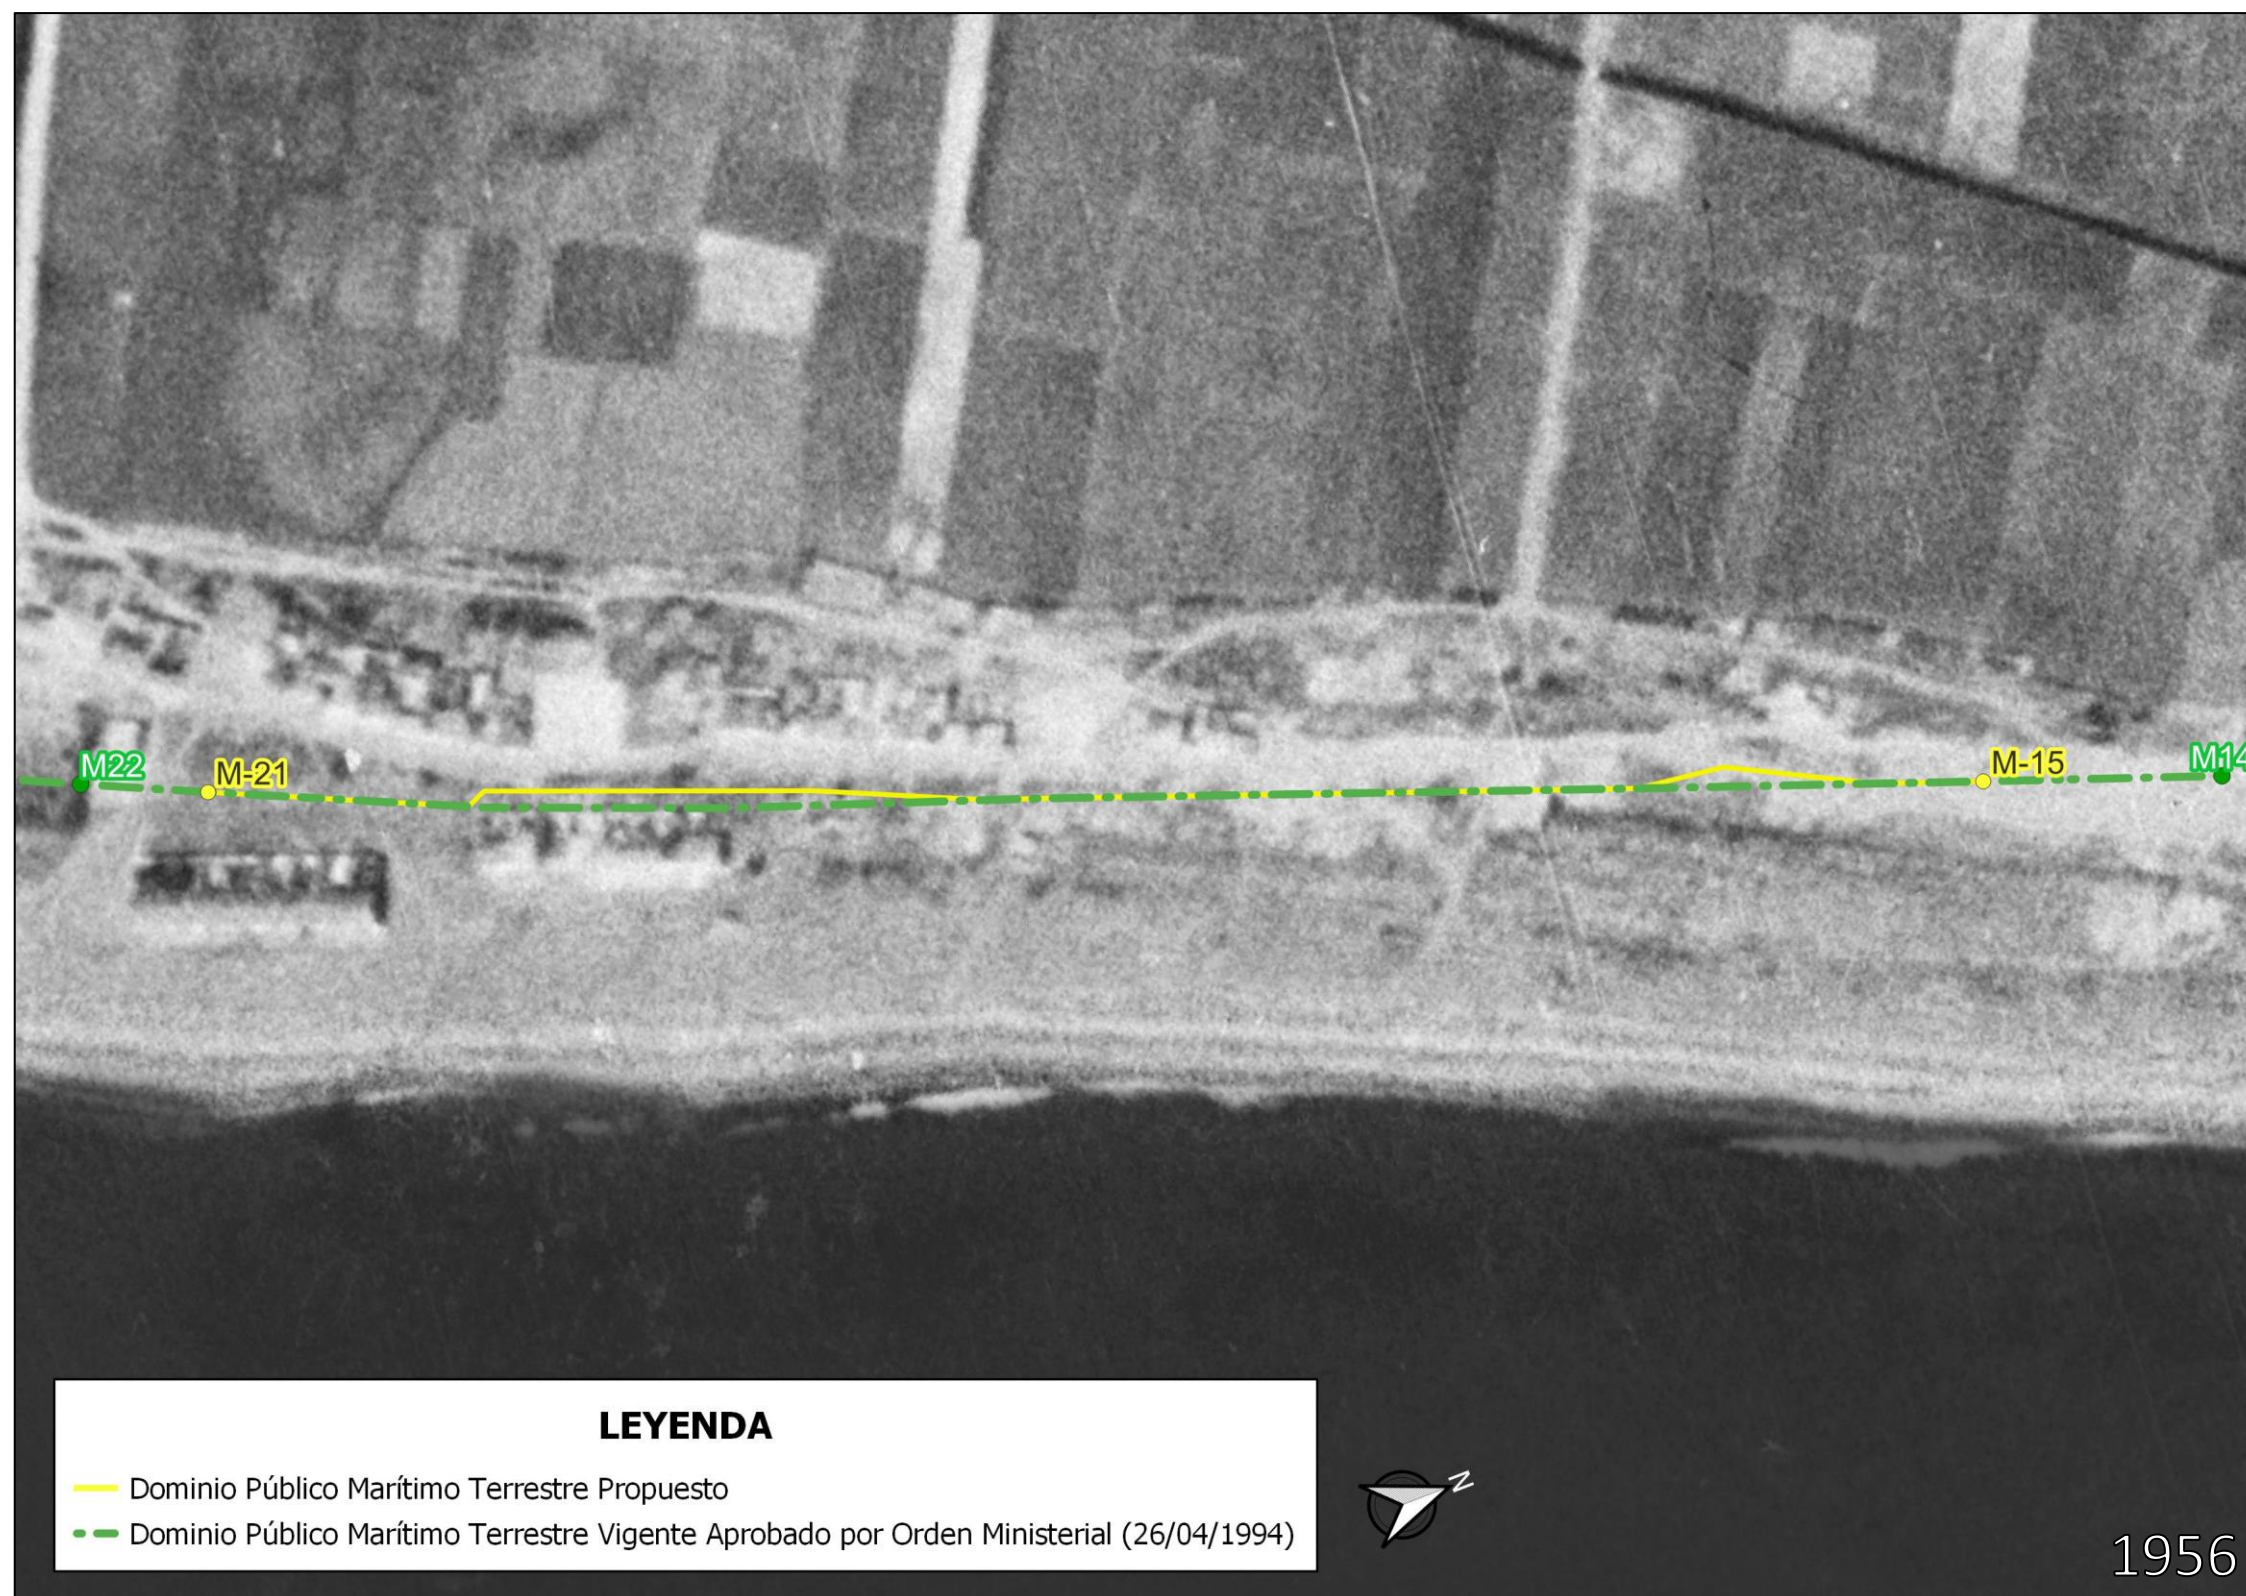 M22
M-21
M-15
M14
LEYENDA
Dominio Público Marítimo Terrestre Propuesto
Dominio Público Marítimo Terrestre Vigente Aprobado por Orden Ministerial (26/04/1994)
N
1956